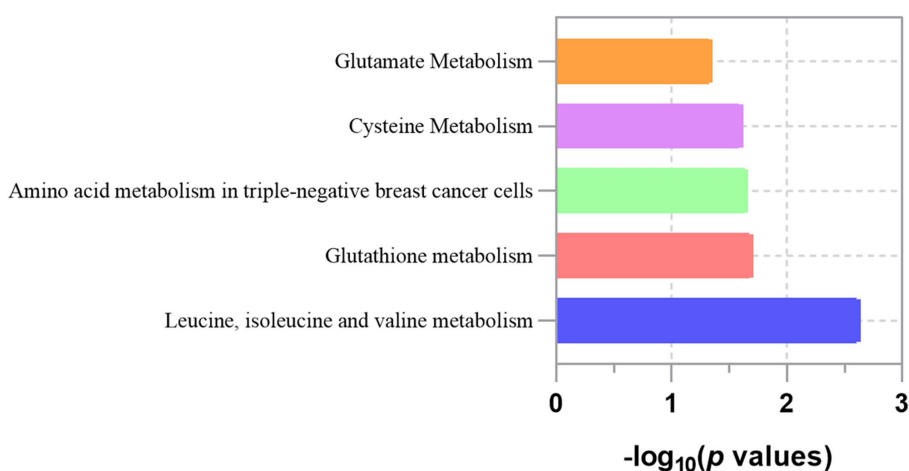 Glutamate Metabolism
Cysteine Metabolism
Amino acid metabolism in triple-negative breast cancer cells
Glutathione metabolism
Leucine, isoleucine and valine metabolism
0 1 2 3
-log10(p values)